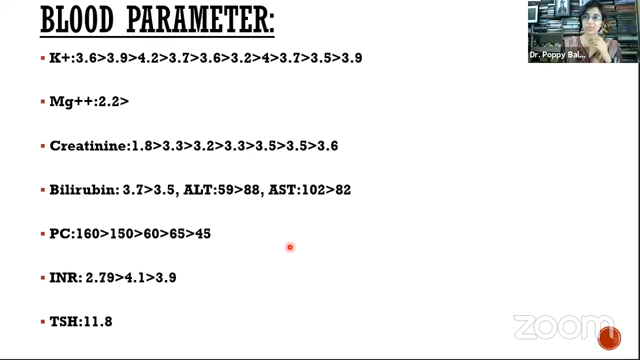 BLOOD PARAMETER:
Dr. Poppy Bal...
▪ K+:3.6>3.9>4.2>3.7>3.6>3.2>4>3.7>3.5>3.9
▪ Mg++:2.2>
▪ Creatinine:1.8>3.3>3.2>3.3>3.5>3.5>3.6
▪ Bilirubin: 3.7>3.5, ALT:59>88, AST:102>82
▪ PC:160>150>60>65>45
▪ INR: 2.79>4.1>3.9
▪ TSH:11.8
zoom